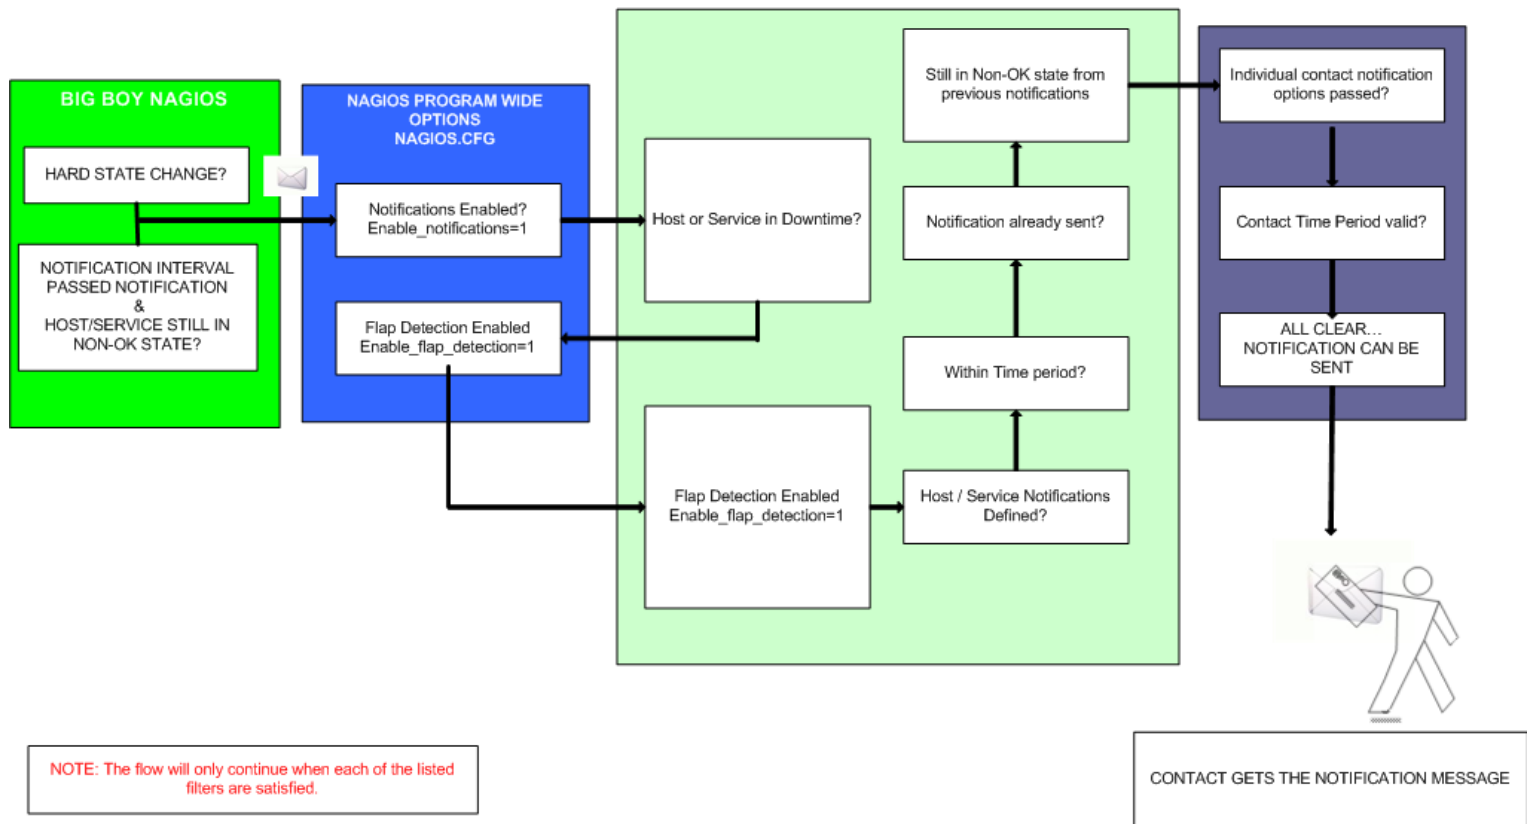 BIG BOY NAGIOS
HARD STATE CHANGE?
NOTIFICATION INTERVAL
PASSED NOTIFICATION
&
HOST/SERVICE STILL IN
NON-OK STATE?
NAGIOS PROGRAM WIDE
OPTIONS
NAGIOS.CFG
Notifications Enabled?
Enable_notifications=1
Flap Detection Enabled
Enable_flap_detection=1
Host or Service in Downtime?
Flap Detection Enabled
Enable_flap_detection=1
Still in Non-OK state from
previous notifications
Notification already sent?
Within Time period?
Host / Service Notifications
Defined?
Individual contact notification
options passed?
Contact Time Period valid?
ALL CLEAR...
NOTIFICATION CAN BE
SENT
NOTE: The flow will only continue when each of the listed
filters are satisfied.
CONTACT GETS THE NOTIFICATION MESSAGE